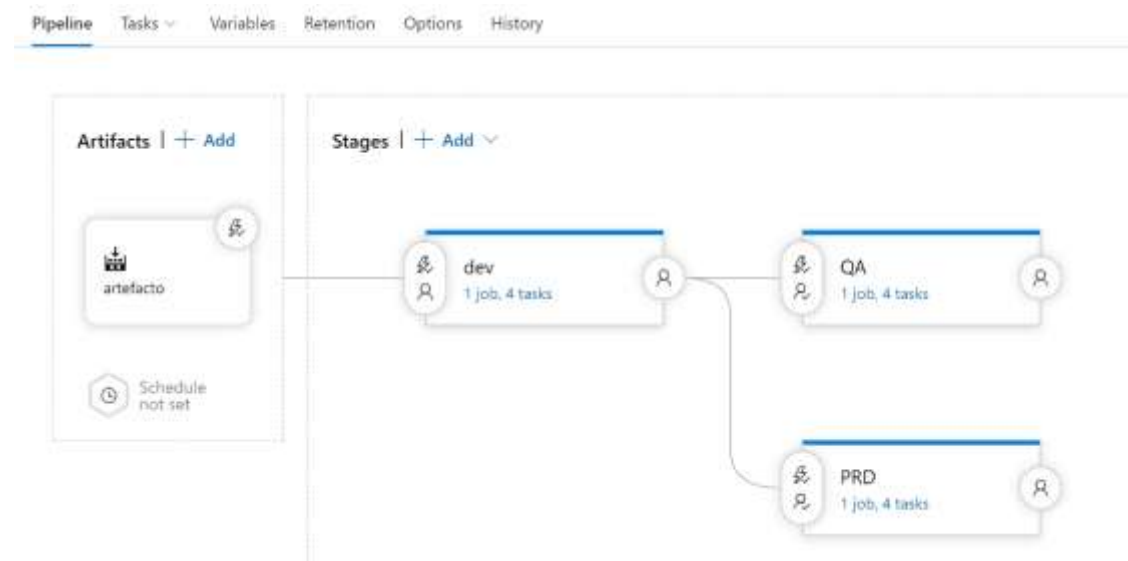 Pipeline Tasks Variables Retention Options History
Artifacts | + Add
Stages | + Add
artefacto
Schedule
not set
dev
1 job, 4 tasks
QA
1 job, 4 tasks
PRD
1 job, 4 tasks